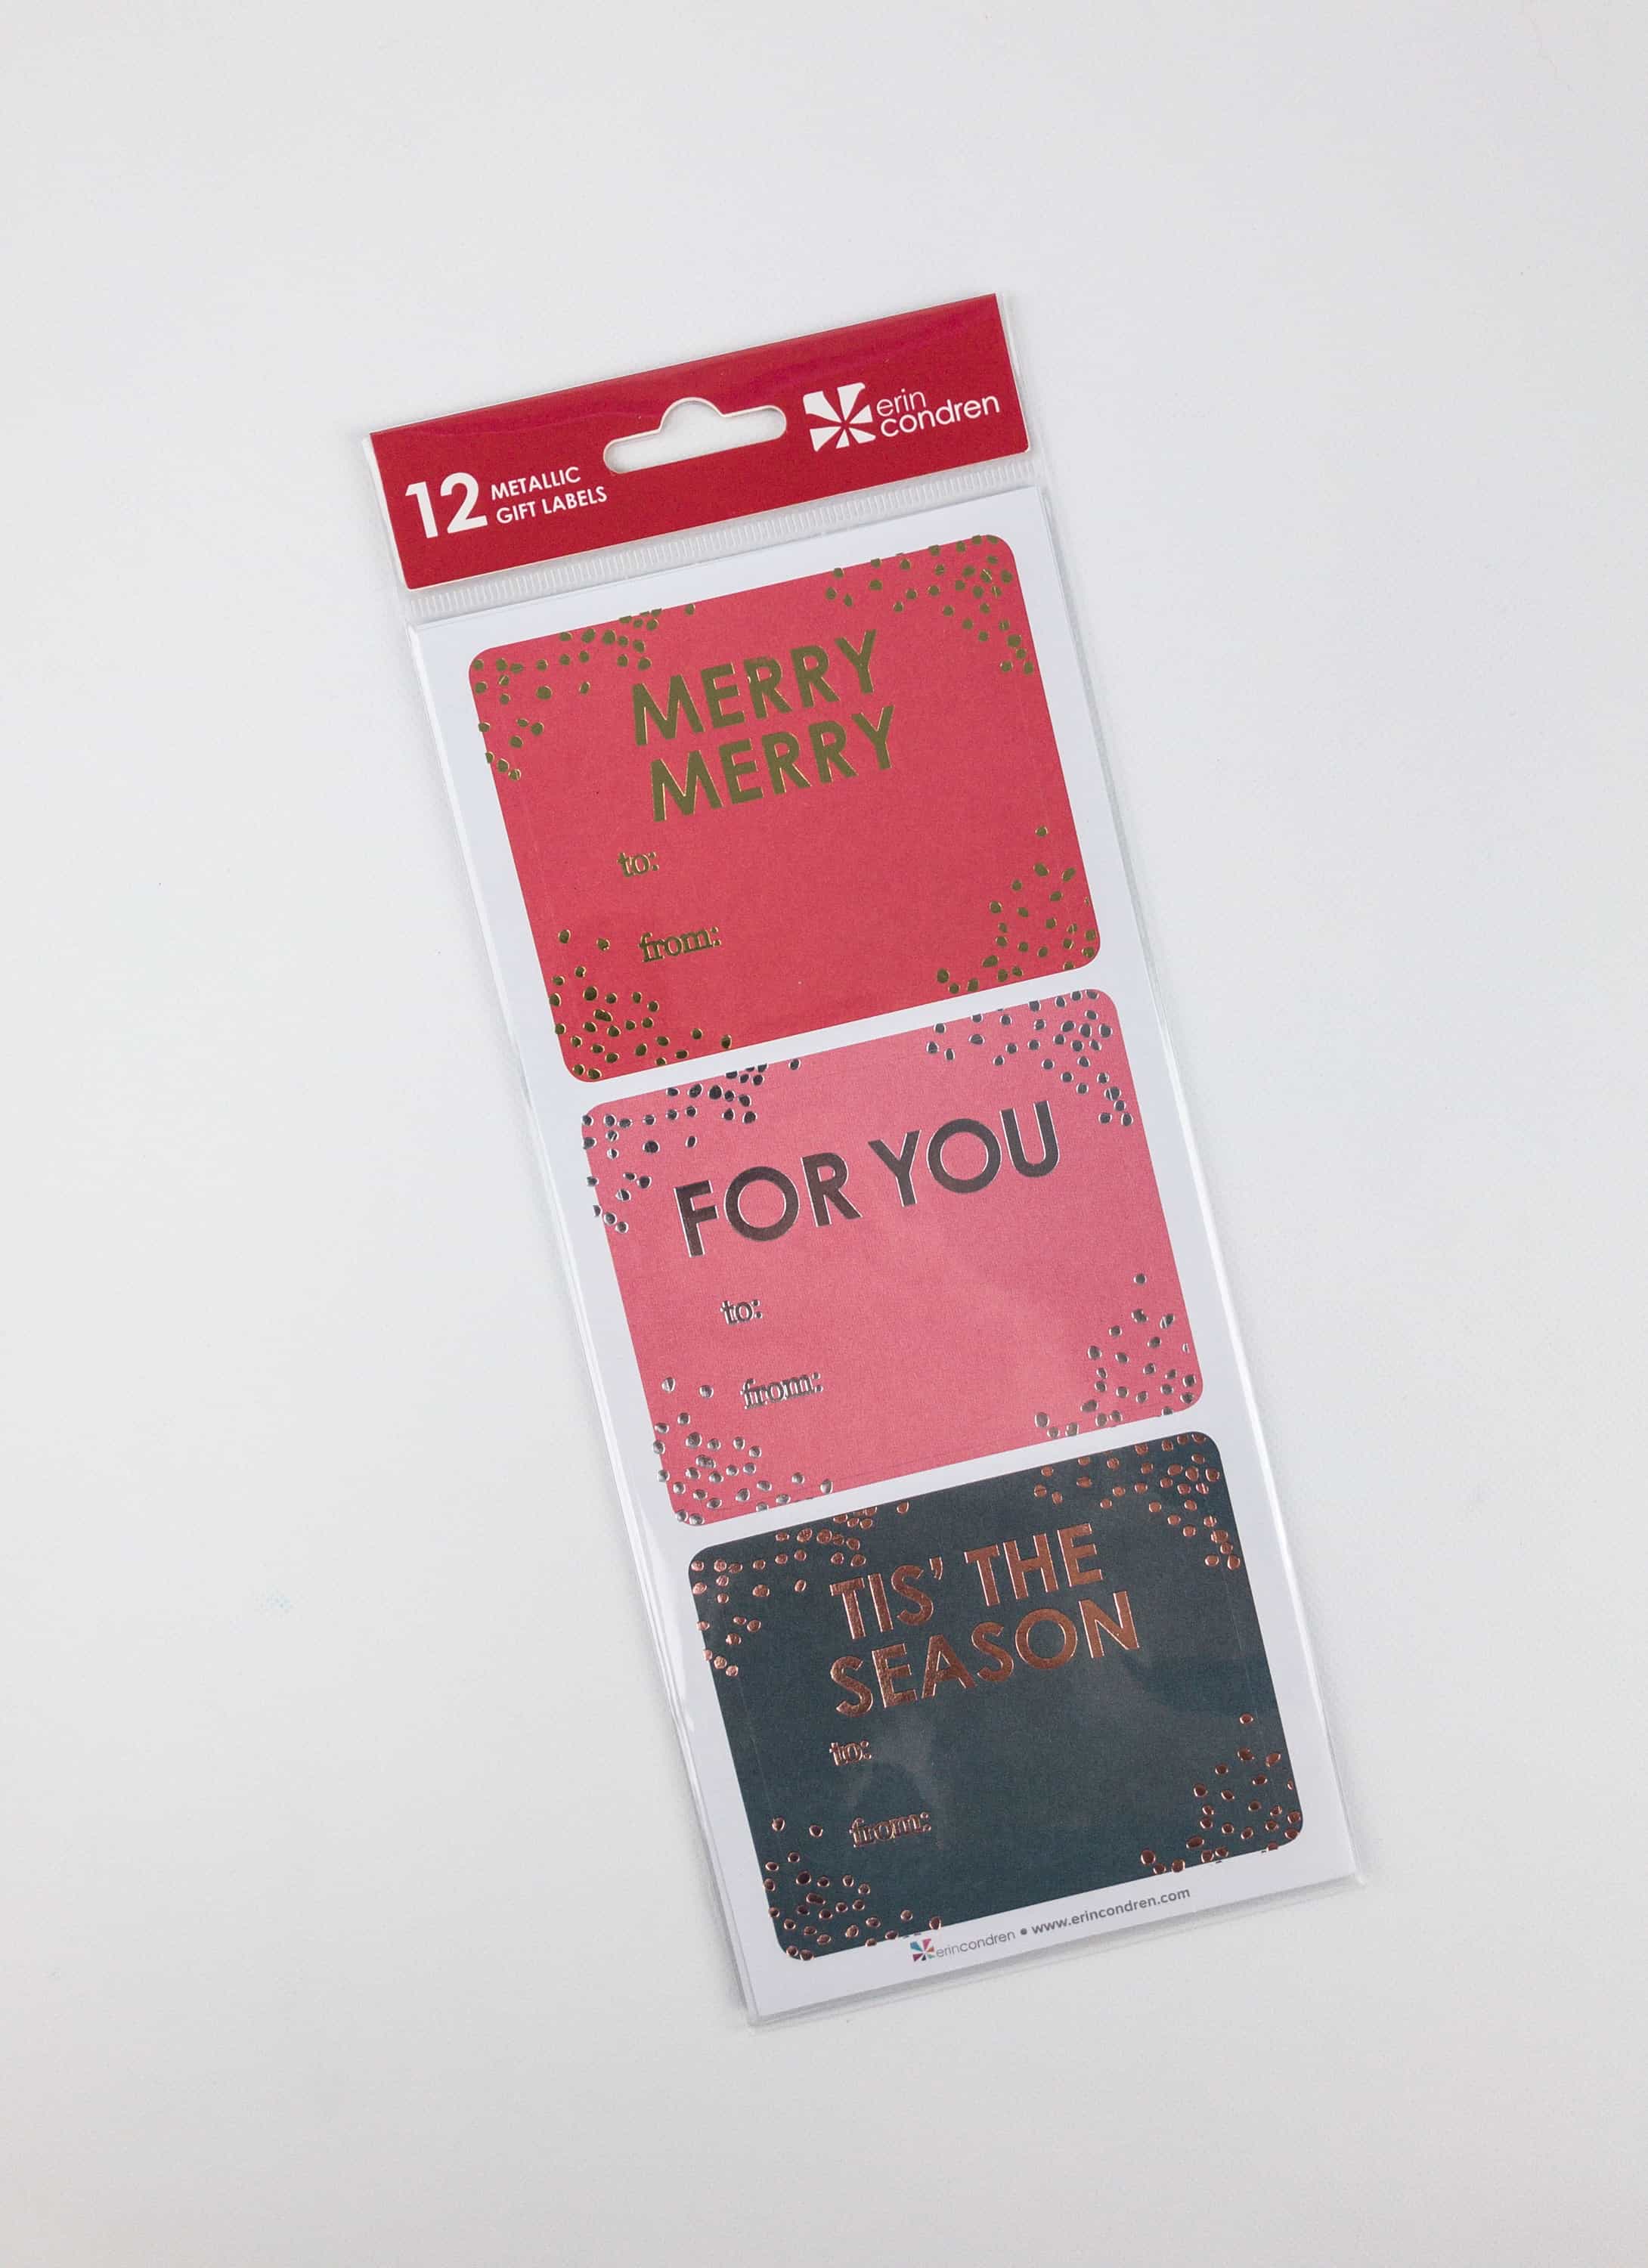 12 METALLIC
GIFT LABELS
erin
condren
MERRY
MERRY
to:
from:
FOR YOU
to:
from:
TIS' THE
SEASON
to:
from:
erincondren • www.erincondren.com